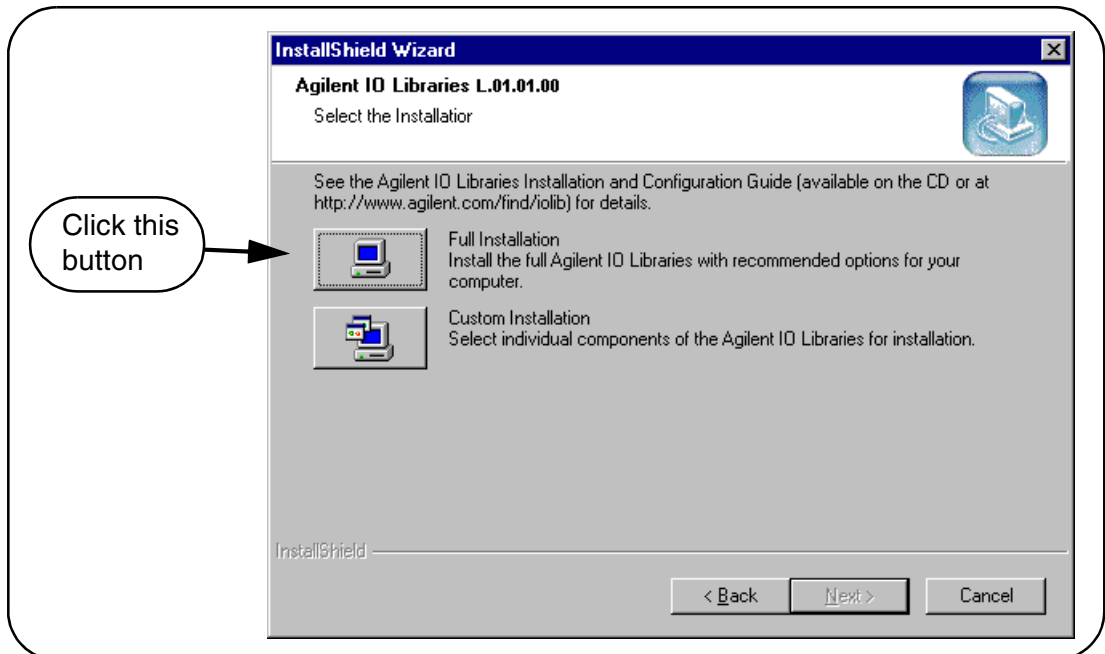 InstallShield Wizard
Agilent IO Libraries L.01.01.00
Select the Installatior
See the Agilent IO Libraries Installation and Configuration Guide (available on the CD or at
http://www.agilent.com/find/iolib) for details.
Click this
button
Full Installation
Install the full Agilent IO Libraries with recommended options for your
computer.
Custom Installation
Select individual components of the Agilent IO Libraries for installation.
InstallShield
< Back
Next >
Cancel